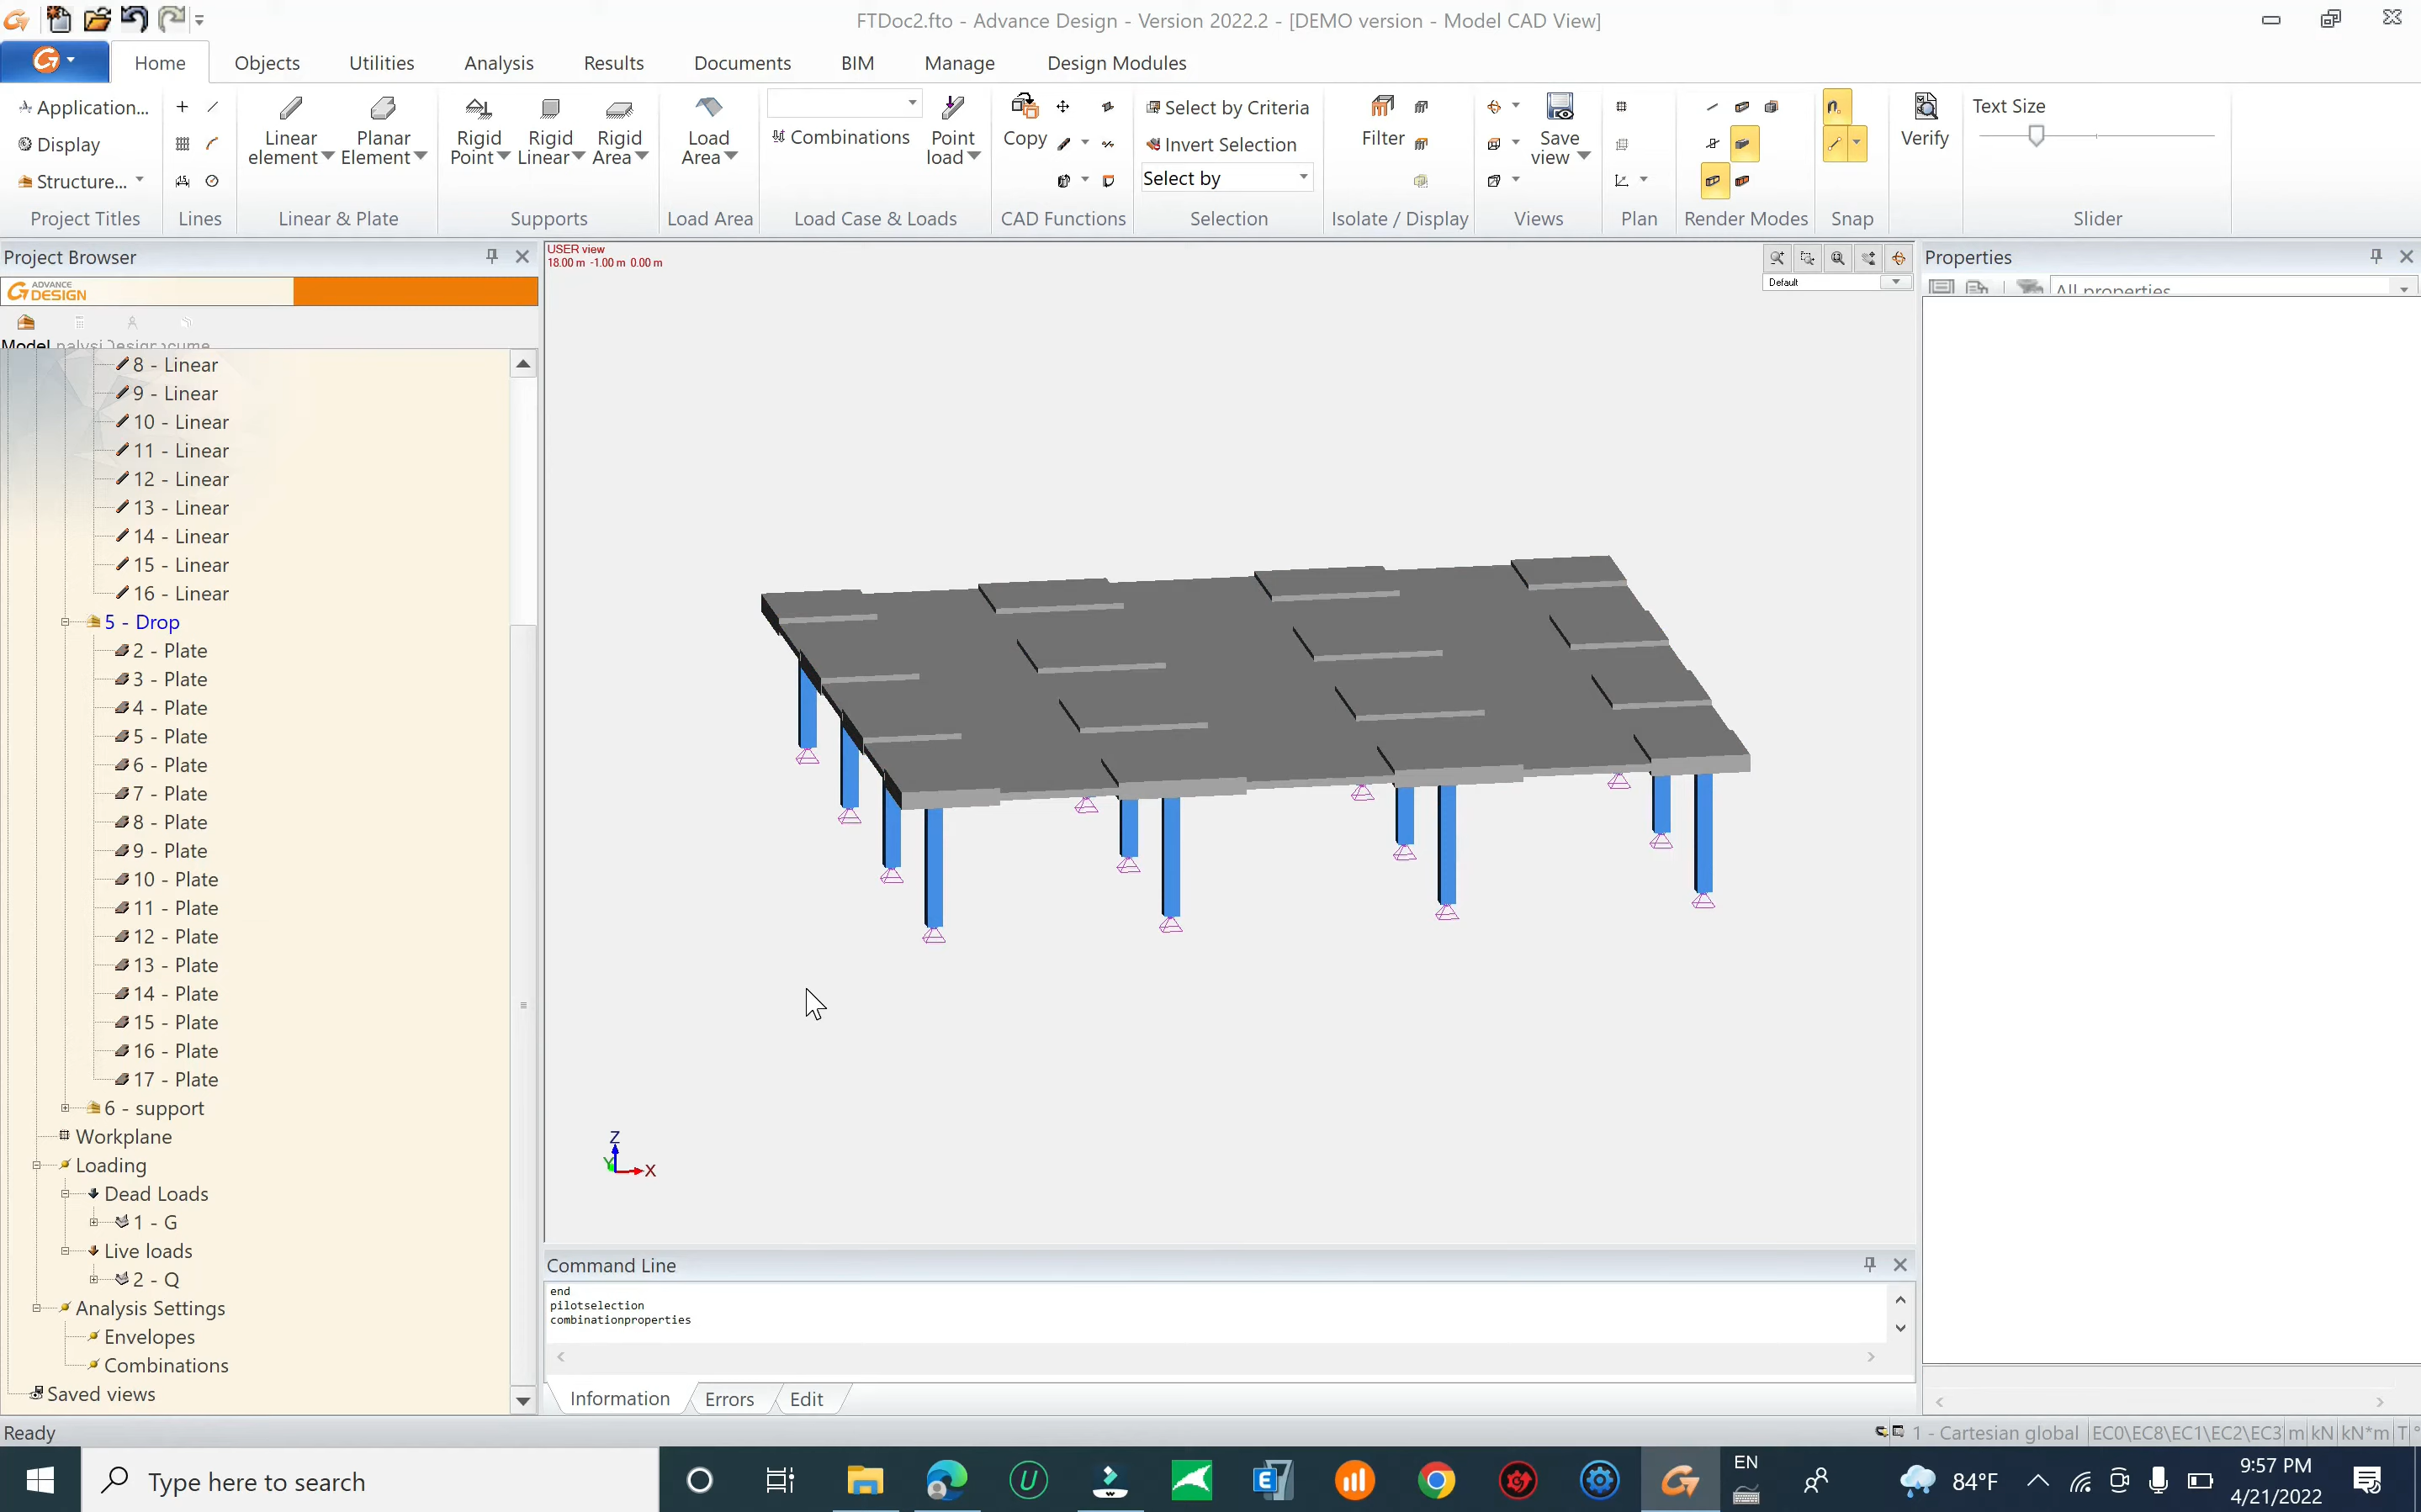 FTDoc2.fto - Advance Design - Version 2022.2 - [DEMO version - Model CAD View]
Home Objects Utilities Analysis Results Documents BIM Manage Design Modules
Application...
Display
Structure...
Project Titles
Lines
Linear element
Planar Element
Linear & Plate
Rigid Point
Rigid Linear
Rigid Area
Supports
Load Area
Load Area
Combinations
Point load
Load Case & Loads
Copy
CAD Functions
Select by Criteria
Invert Selection
Select by
Selection
Filter
Isolate / Display
Save view
Views
Plan
Render Modes
Snap
Verify
Text Size
Slider
Project Browser
ADVANCE
DESIGN
Model
8 - Linear
9 - Linear
10 - Linear
11 - Linear
12 - Linear
13 - Linear
14 - Linear
15 - Linear
16 - Linear
5 - Drop
2 - Plate
3 - Plate
4 - Plate
5 - Plate
6 - Plate
7 - Plate
8 - Plate
9 - Plate
10 - Plate
11 - Plate
12 - Plate
13 - Plate
14 - Plate
15 - Plate
16 - Plate
17 - Plate
6 - support
Workplane
Loading
Dead Loads
1 - G
Live loads
2 - Q
Analysis Settings
Envelopes
Combinations
Saved views
USER view
18.00 m -1.00 m 0.00 m
Default
Z
Y
X
Properties
All properties
Command Line
end
pilotselection
combinationproperties
Information Errors Edit
Ready
1 - Cartesian global EC0\EC8\EC1\EC2\EC3 m kN kN*m T °
Type here to search
EN
84°F
9:57 PM
4/21/2022